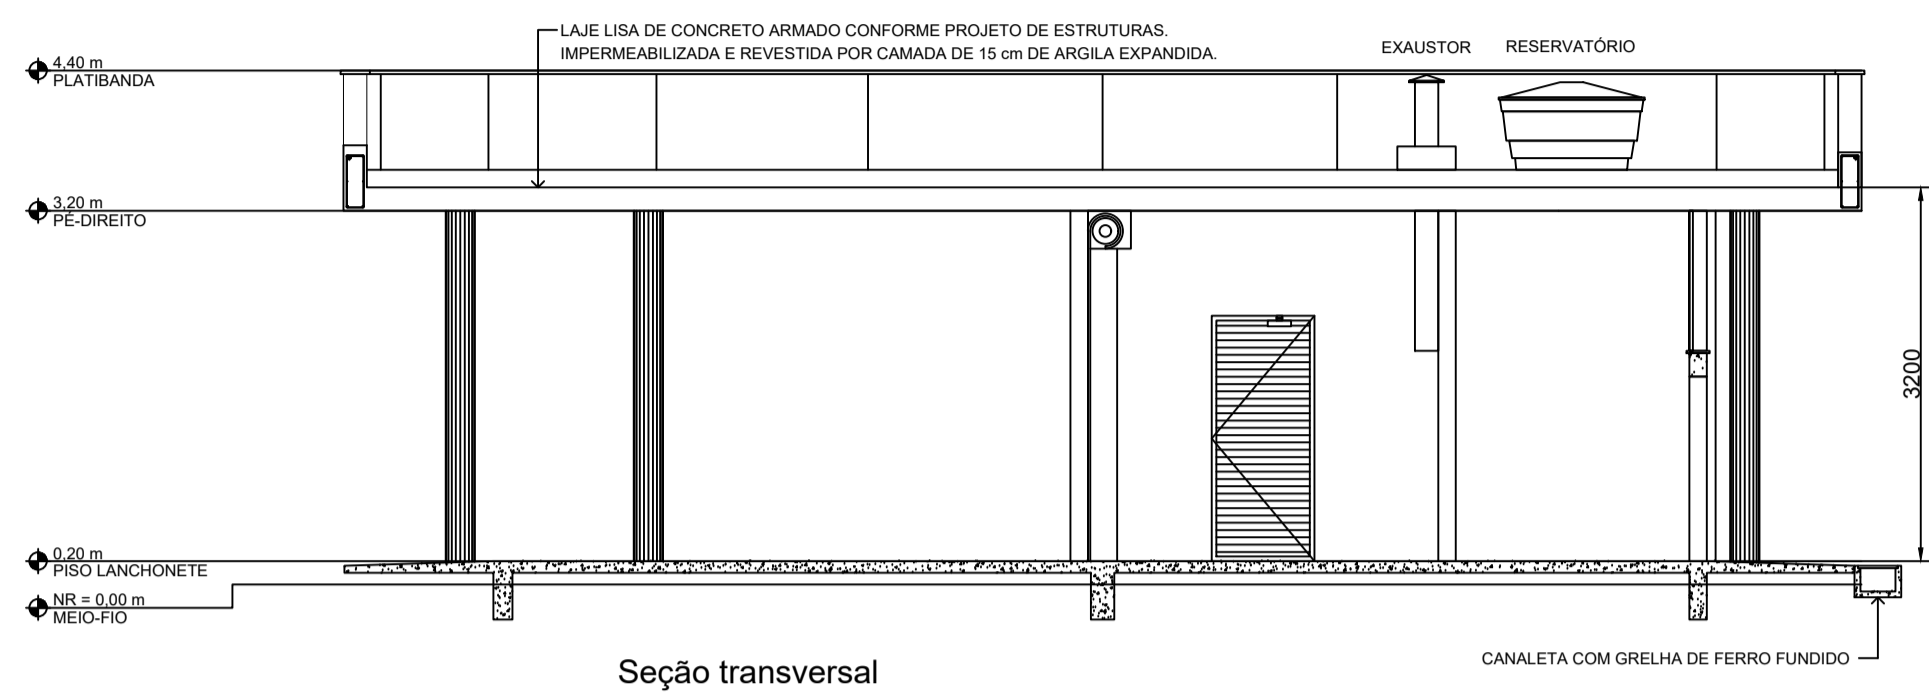 LAJE LISA DE CONCRETO ARMADO CONFORME PROJETO DE ESTRUTURAS.
IMPERMEABILIZADA E REVESTIDA POR CAMADA DE 15 cm DE ARGILA EXPANDIDA.
EXAUSTOR
RESERVATÓRIO
4,40 m
PLATIBANDA
3,20 m
PÉ-DIREITO
3200
0,20 m
PISO LANCHONETE
NR = 0,00 m
MEIO-FIO
CANALETA COM GRELHA DE FERRO FUNDIDO
Seção transversal